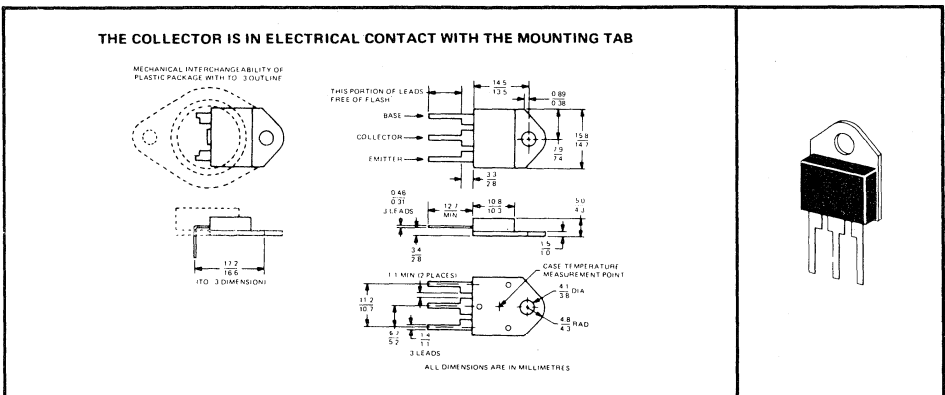 THE COLLECTOR IS IN ELECTRICAL CONTACT WITH THE MOUNTING TAB
MECHANICAL INTERCHANGEABILITY OF
PLASTIC PACKAGE WITH TO 3 OUTLINE
THIS PORTION OF LEADS
FREE OF FLASH
BASE
COLLECTOR
EMITTER
14.5
13.5
0.89
0.38
15.8
14.7
7.9
7.4
3.3
2.8
0.46
0.31
3 LEADS
12.7
MIN
10.8
10.3
5.0
4.3
3.4
2.8
1.5
1.0
17.2
16.6
(TO 3 DIMENSION)
1.1 MIN (2 PLACES)
CASE TEMPERATURE
MEASUREMENT POINT
4.1
3.8
DIA
11.2
10.7
4.8
4.3
RAD
5.2
1.4
1.1
3 LEADS
ALL DIMENSIONS ARE IN MILLIMETRES